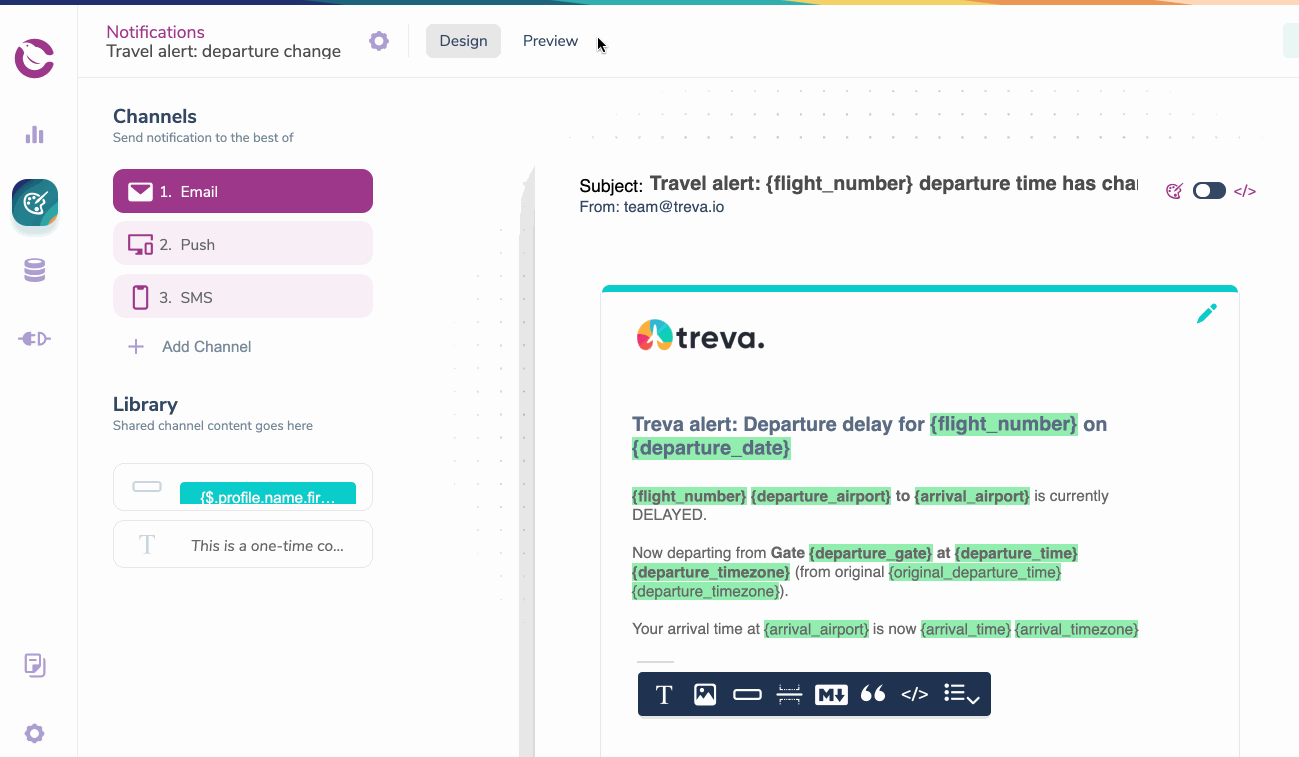 Notifications
Travel alert: departure change
Design
Preview
Channels
Send notification to the best of
1. Email
2. Push
3. SMS
Add Channel
Library
Shared channel content goes here
{$.profile.name.fir...
T
This is a one-time co...
Subject: Travel alert: {flight_number} departure time has cha
From: team@treva.io
</>
treva.
Treva alert: Departure delay for {flight_number} on
{departure_date}
{flight_number} {departure_airport} to {arrival_airport} is currently
DELAYED.
Now departing from Gate {departure_gate} at {departure_time}
{departure_timezone} (from original {original_departure_time}
{departure_timezone}).
Your arrival time at {arrival_airport} is now {arrival_time} {arrival_timezone}
T
M
</>